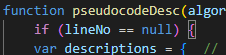 function pseudocodeDesc(algor
if (lineNo == null) {
var descriptions = { //